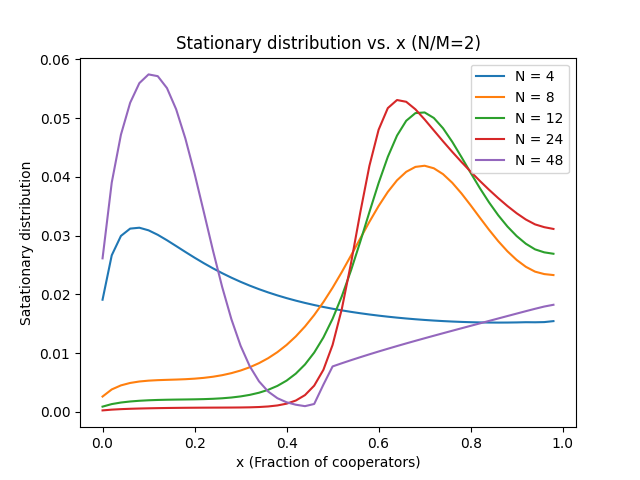 Stationary distribution vs. x (N/M=2)
0.06
0.05
0.04
0.03
0.02
0.01
0.00
Satationary distribution
N = 4
N = 8
N = 12
N = 24
N = 48
0.0 0.2 0.4 0.6 0.8 1.0
x (Fraction of cooperators)